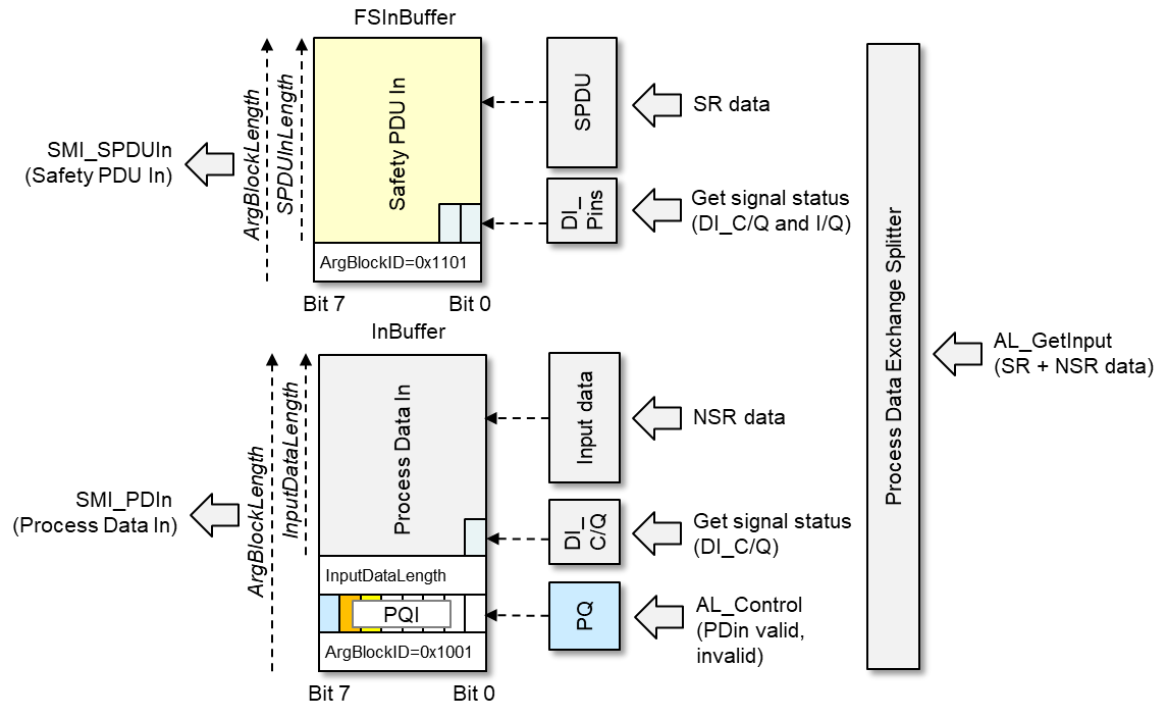 FSInBuffer
ArgBlockLength
SPDUInLength
Safety PDU In
SPDU
SR data
SMI_SPDUIn
(Safety PDU In)
DI_
Pins
Get signal status
(DI_C/Q and I/Q)
ArgBlockID=0x1101
Bit 7
Bit 0
InBuffer
Process Data Exchange Splitter
AL_GetInput
(SR + NSR data)
ArgBlockLength
InputDataLength
Process Data In
Input data
NSR data
SMI_PDIn
(Process Data In)
DI_
C/Q
Get signal status
(DI_C/Q)
InputDataLength
PQI
PQ
AL_Control
(PDin valid,
invalid)
ArgBlockID=0x1001
Bit 7
Bit 0